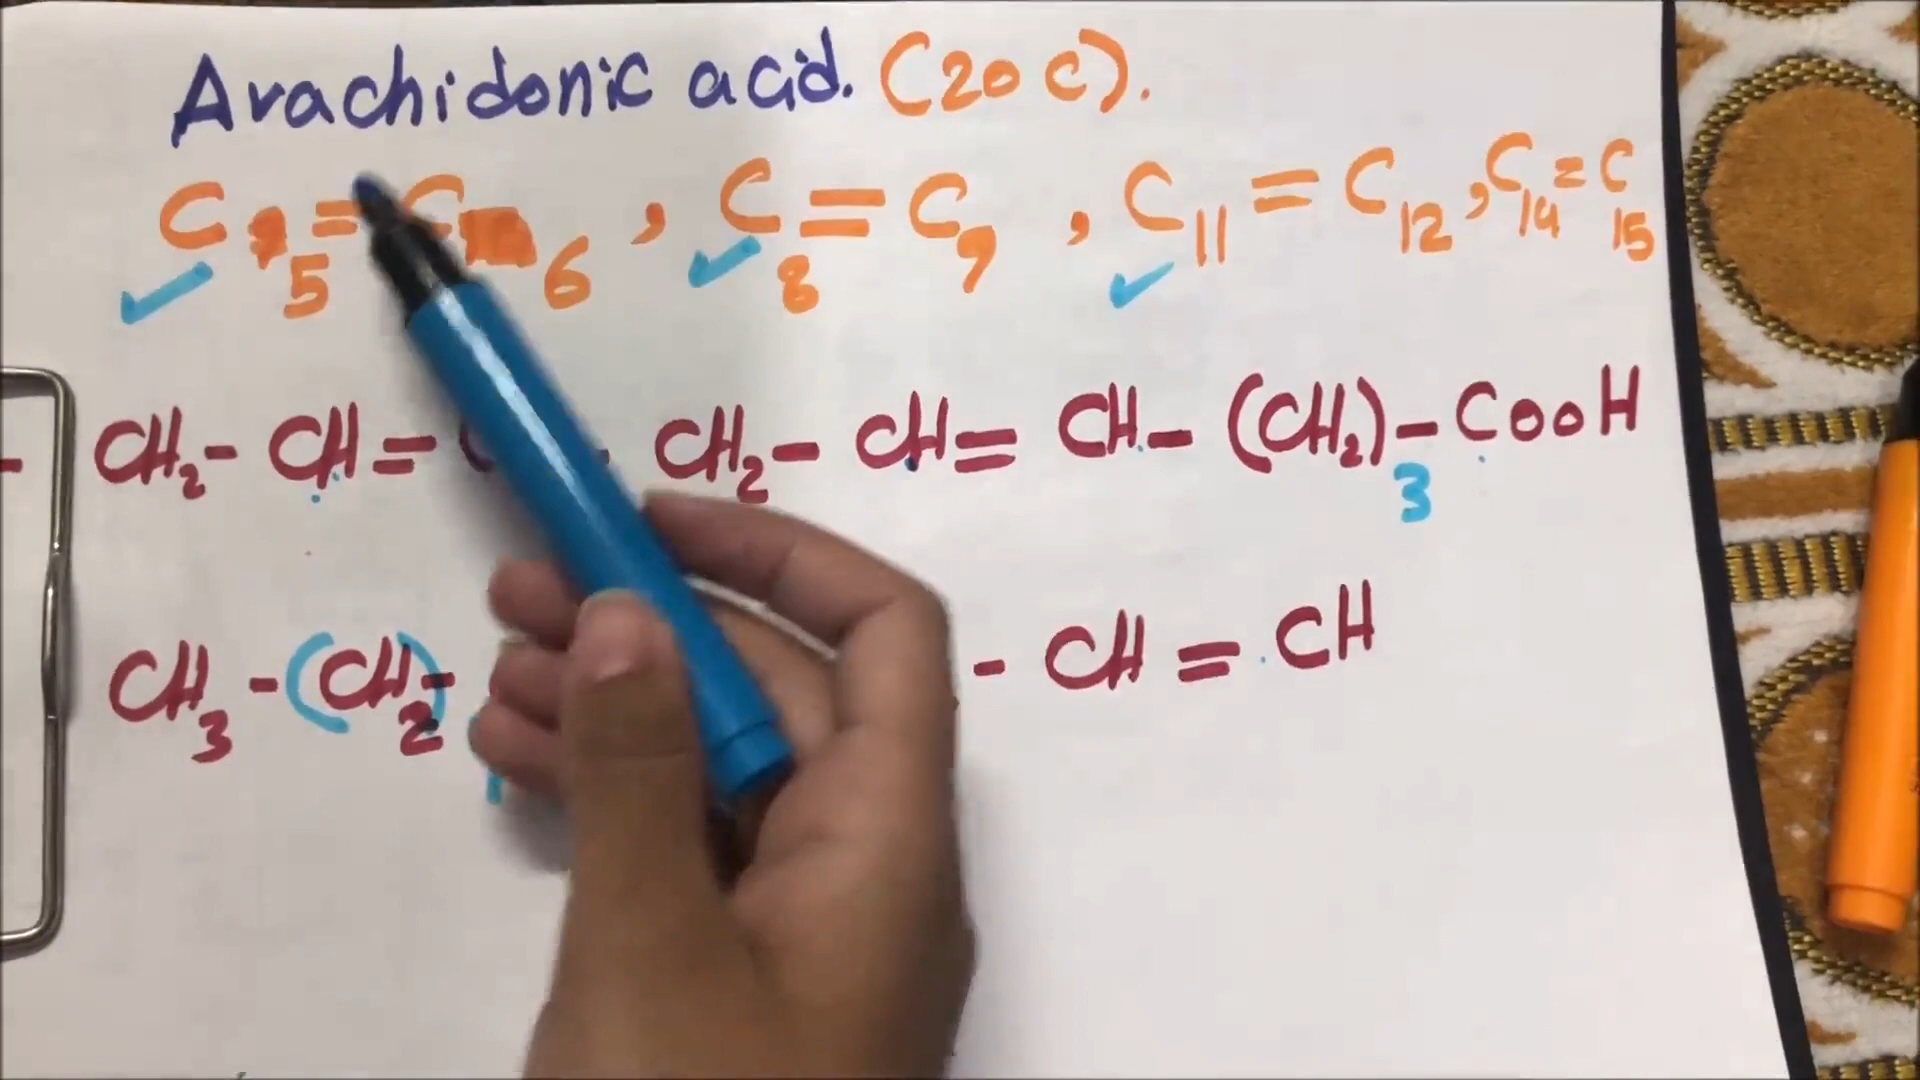 Arachidonic acid. (20 C).
C5 = C6 , C8 = C9 , C11 = C12 , C14 = C15
- CH2 - CH = C - CH2 - CH = CH - (CH2)3 - COOH
CH3 - (CH2) - - CH = CH